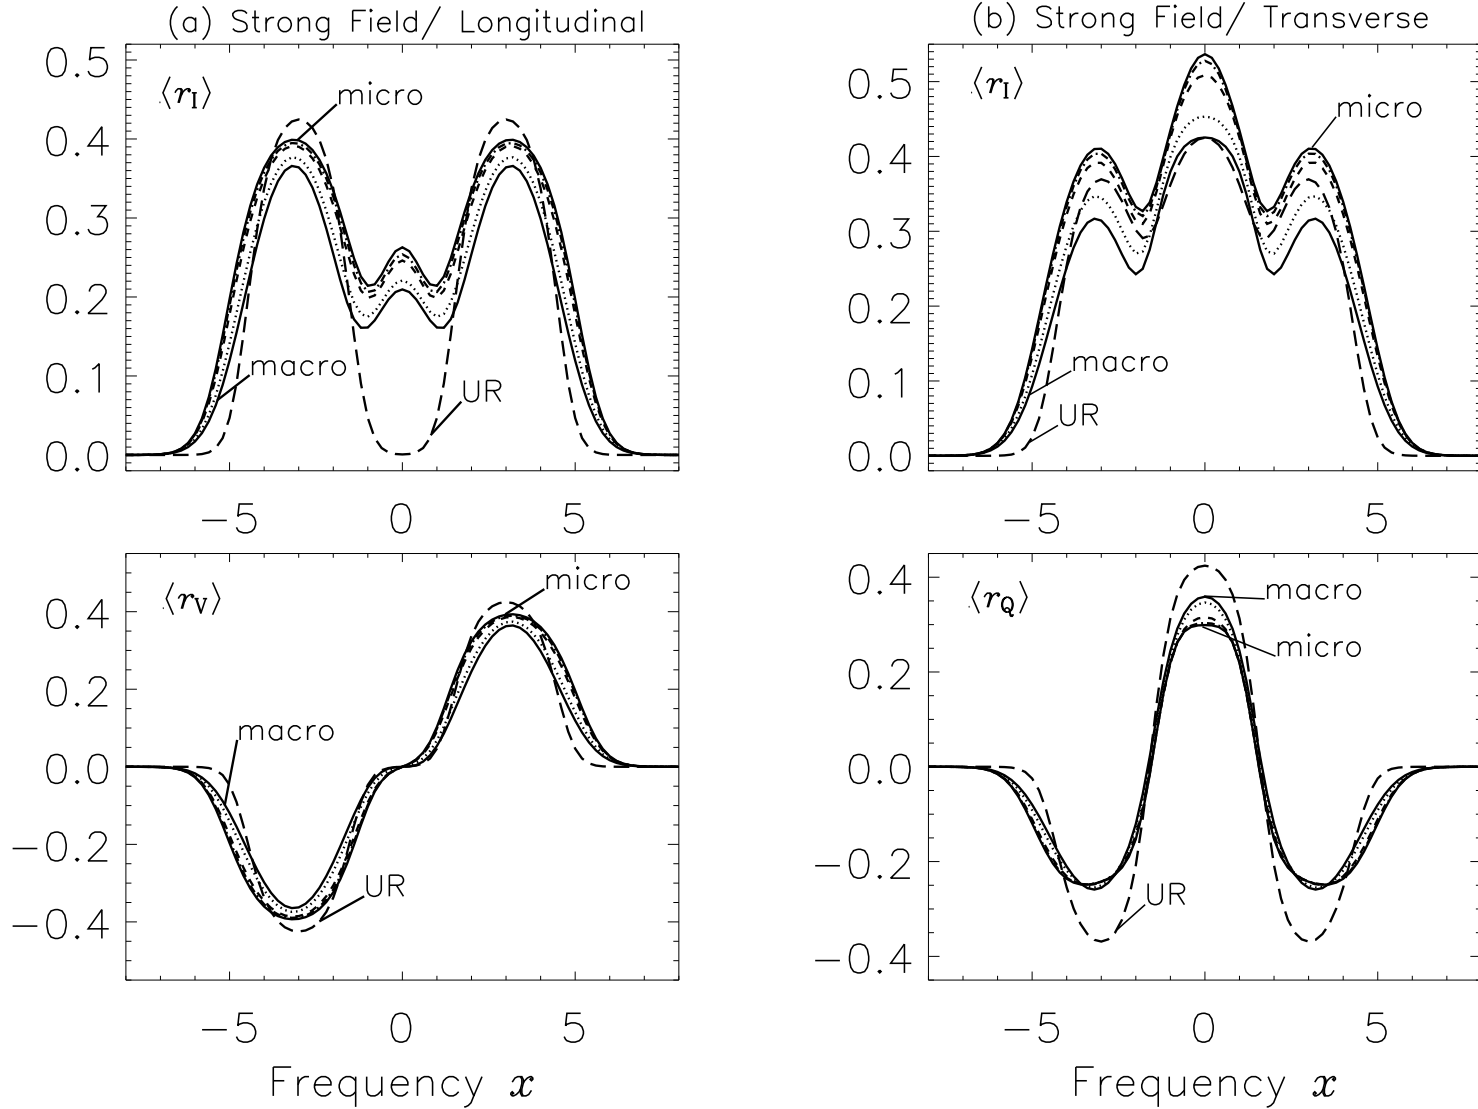 (a) Strong Field/ Longitudinal
(b) Strong Field/ Transverse
⟨r_I⟩
micro
macro
UR
0.5
0.4
0.3
0.2
0.1
0.0
−5 0 5
⟨r_I⟩
micro
macro
UR
0.5
0.4
0.3
0.2
0.1
0.0
−5 0 5
⟨r_V⟩
micro
macro
UR
0.4
0.2
0.0
−0.2
−0.4
−5 0 5
Frequency x
⟨r_Q⟩
macro
micro
UR
0.4
0.2
0.0
−0.2
−0.4
−5 0 5
Frequency x